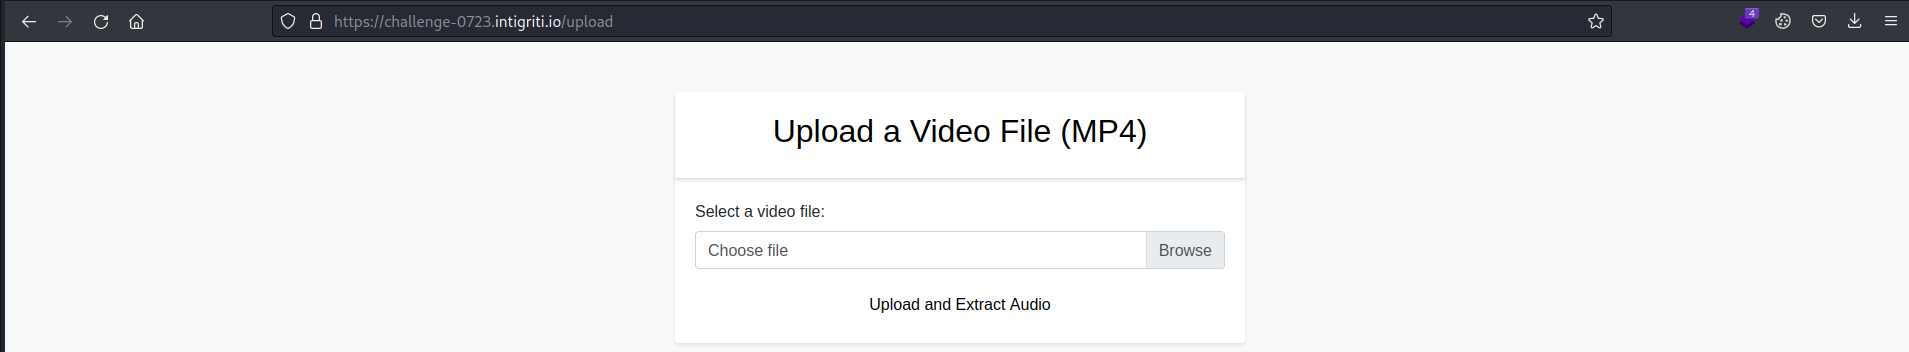 https://challenge-0723.intigriti.io/upload
4
Upload a Video File (MP4)
Select a video file:
Choose file
Browse
Upload and Extract Audio